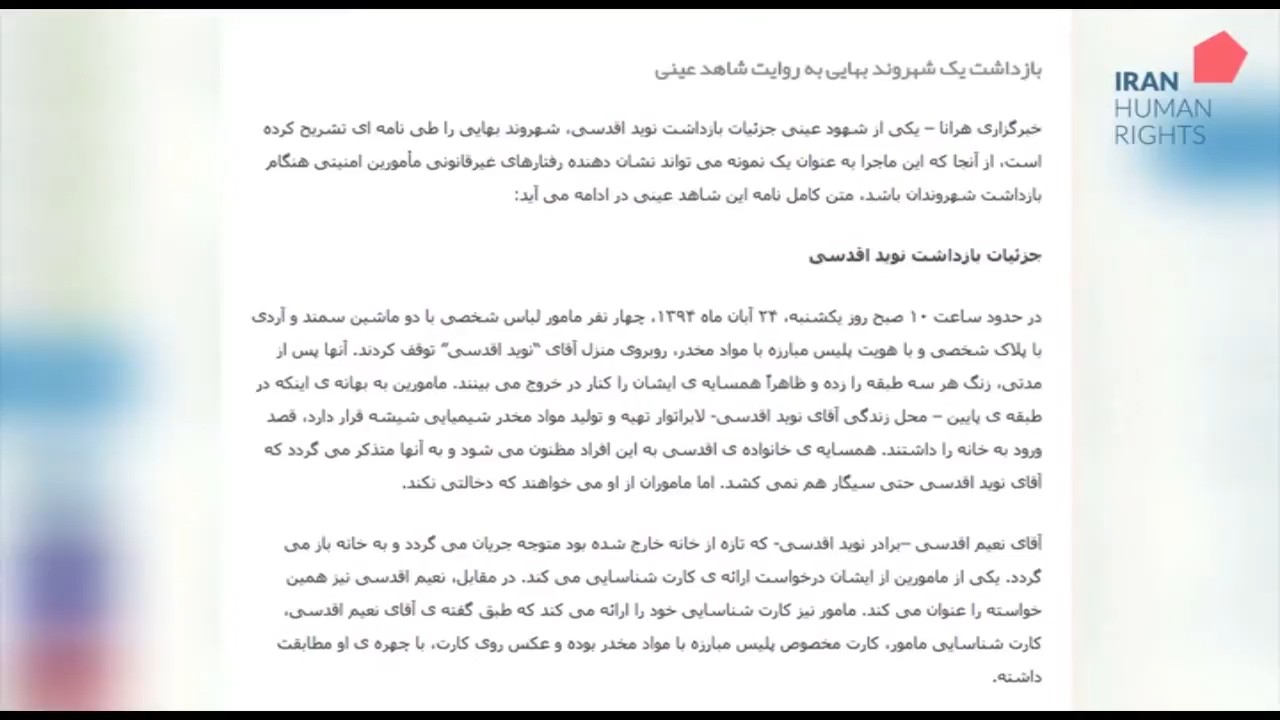 بازداشت یک شهروند بهایی به روایت شاهد عینی
IRAN
HUMAN
RIGHTS
خبرگزاری هرانا – یکی از شهود عینی جزئیات بازداشت نوید اقدسی، شهروند بهایی را طی نامه ای تشریح کرده
است، از آنجا که این ماجرا به عنوان یک نمونه می تواند نشان دهنده رفتارهای غیرقانونی مأمورین امنیتی هنگام
بازداشت شهروندان باشد، متن کامل نامه این شاهد عینی در ادامه می آید:
جزئیات بازداشت نوید اقدسی
در حدود ساعت ۱۰ صبح روز یکشنبه، ۲۴ آبان ماه ۱۳۹۴، چهار نفر مامور لباس شخصی با دو ماشین سمند و آردی
با پلاک شخصی و با هویت پلیس مبارزه با مواد مخدر، روبروی منزل آقای “نوید اقدسی” توقف کردند. آنها پس از
مدتی، زنگ هر سه طبقه را زده و ظاهراً همسایه ی ایشان را کنار در خروج می بینند. مامورین به بهانه ی اینکه در
طبقه ی پایین – محل زندگی آقای نوید اقدسی- لابراتوار تهیه و تولید مواد مخدر شیمیایی شیشه قرار دارد، قصد
ورود به خانه را داشتند. همسایه ی خانواده ی اقدسی به این افراد مظنون می شود و به آنها متذکر می گردد که
آقای نوید اقدسی حتی سیگار هم نمی کشد. اما ماموران از او می خواهند که دخالتی نکند.
آقای نعیم اقدسی –برادر نوید اقدسی- که تازه از خانه خارج شده بود متوجه جریان می گردد و به خانه باز می
گردد. یکی از مامورین از ایشان درخواست ارائه ی کارت شناسایی می کند. در مقابل، نعیم اقدسی نیز همین
خواسته را عنوان می کند. مامور نیز کارت شناسایی خود را ارائه می کند که طبق گفته ی آقای نعیم اقدسی،
کارت شناسایی مامور، کارت مخصوص پلیس مبارزه با مواد مخدر بوده و عکس روی کارت، با چهره ی او مطابقت
داشته.